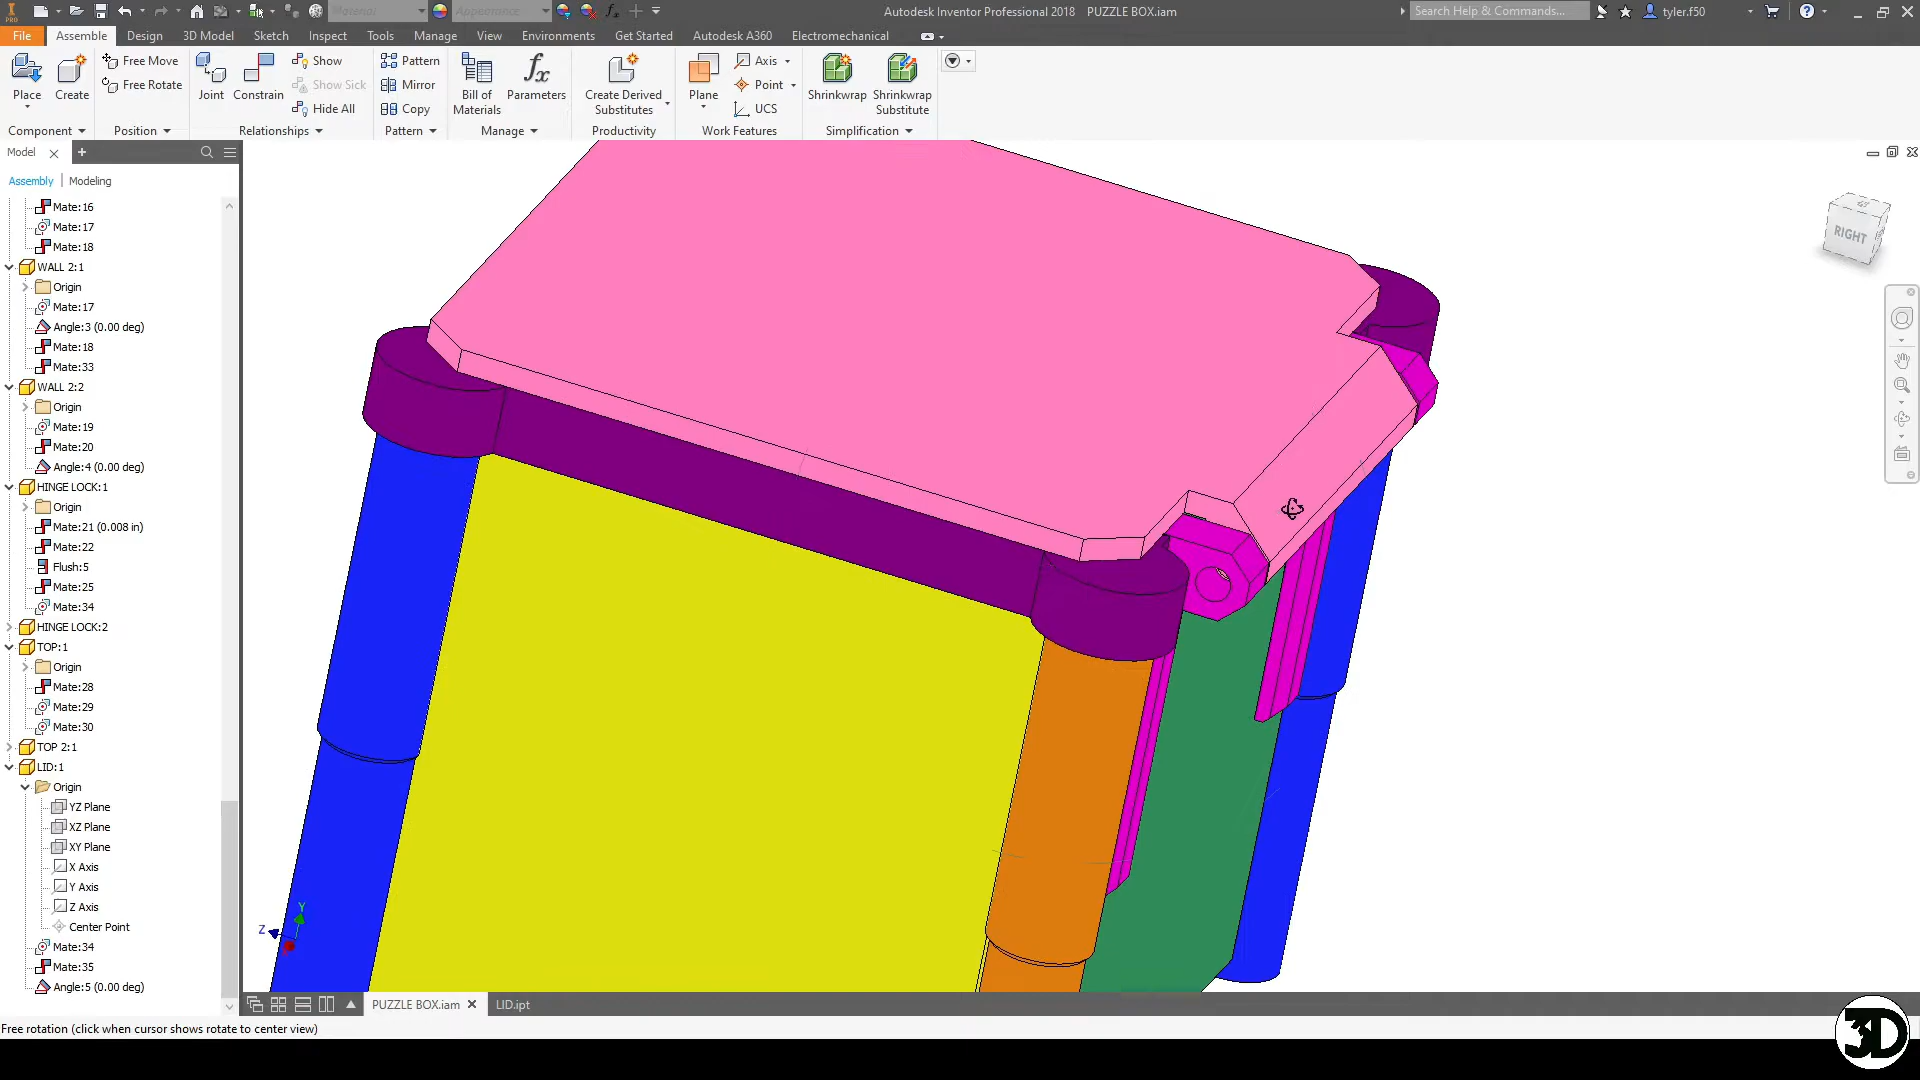 PRO
Material
Appearance
Autodesk Inventor Professional 2018 PUZZLE BOX.iam
Search Help & Commands...
tyler.f50
File Assemble Design 3D Model Sketch Inspect Tools Manage View Environments Get Started Autodesk A360 Electromechanical
Place
Create
Free Move
Free Rotate
Joint
Constrain
Show
Show Sick
Hide All
Pattern
Mirror
Copy
Bill of
Materials
fx
Parameters
Create Derived
Substitutes
Plane
Axis
Point
UCS
Shrinkwrap
Shrinkwrap
Substitute
Component Position Relationships Pattern Manage Productivity Work Features Simplification
Model
Assembly | Modeling
Mate:16
Mate:17
Mate:18
WALL 2:1
Origin
Mate:17
Angle:3 (0.00 deg)
Mate:18
Mate:33
WALL 2:2
Origin
Mate:19
Mate:20
Angle:4 (0.00 deg)
HINGE LOCK:1
Origin
Mate:21 (0.008 in)
Mate:22
Flush:5
Mate:25
Mate:34
HINGE LOCK:2
TOP:1
Origin
Mate:28
Mate:29
Mate:30
TOP 2:1
LID:1
Origin
YZ Plane
XZ Plane
XY Plane
X Axis
Y Axis
Z Axis
Center Point
Mate:34
Mate:35
Angle:5 (0.00 deg)
RIGHT
Y
Z
PUZZLE BOX.iam
LID.ipt
Free rotation (click when cursor shows rotate to center view)
3D